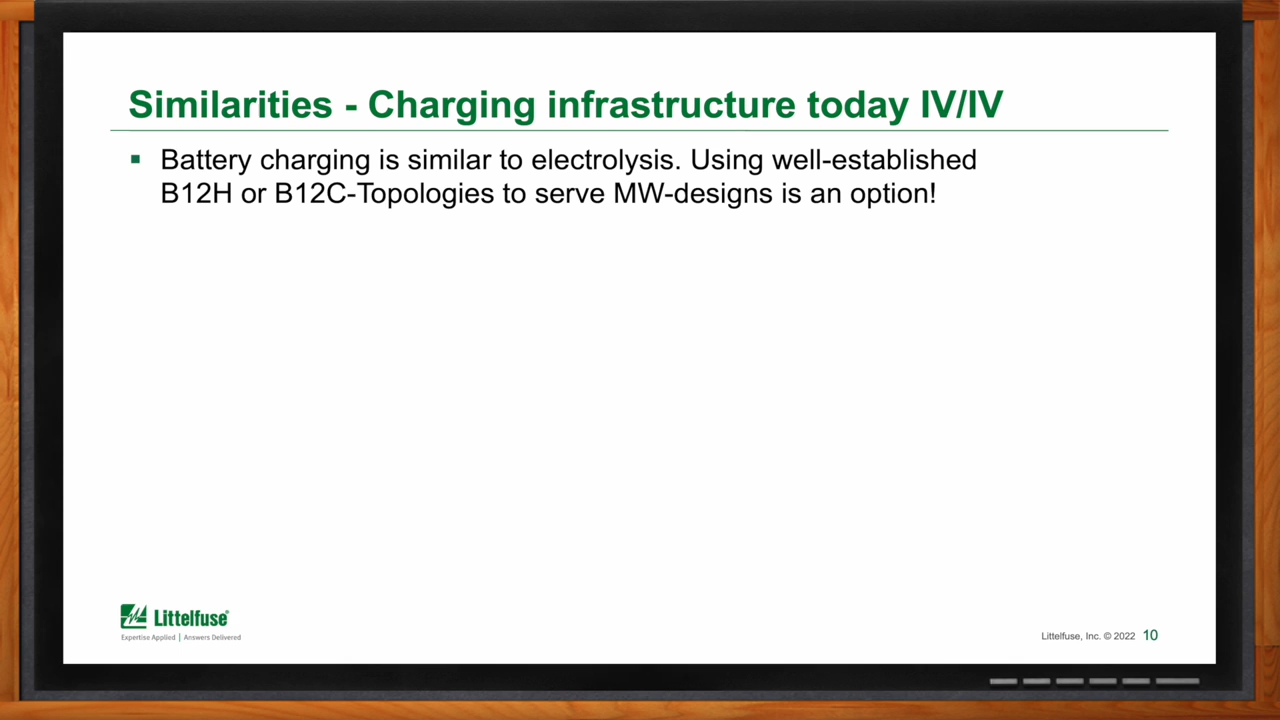 Similarities - Charging infrastructure today IV/IV
Battery charging is similar to electrolysis. Using well-established
B12H or B12C-Topologies to serve MW-designs is an option!
Littelfuse®
Expertise Applied | Answers Delivered
Littelfuse, Inc. © 2022 10